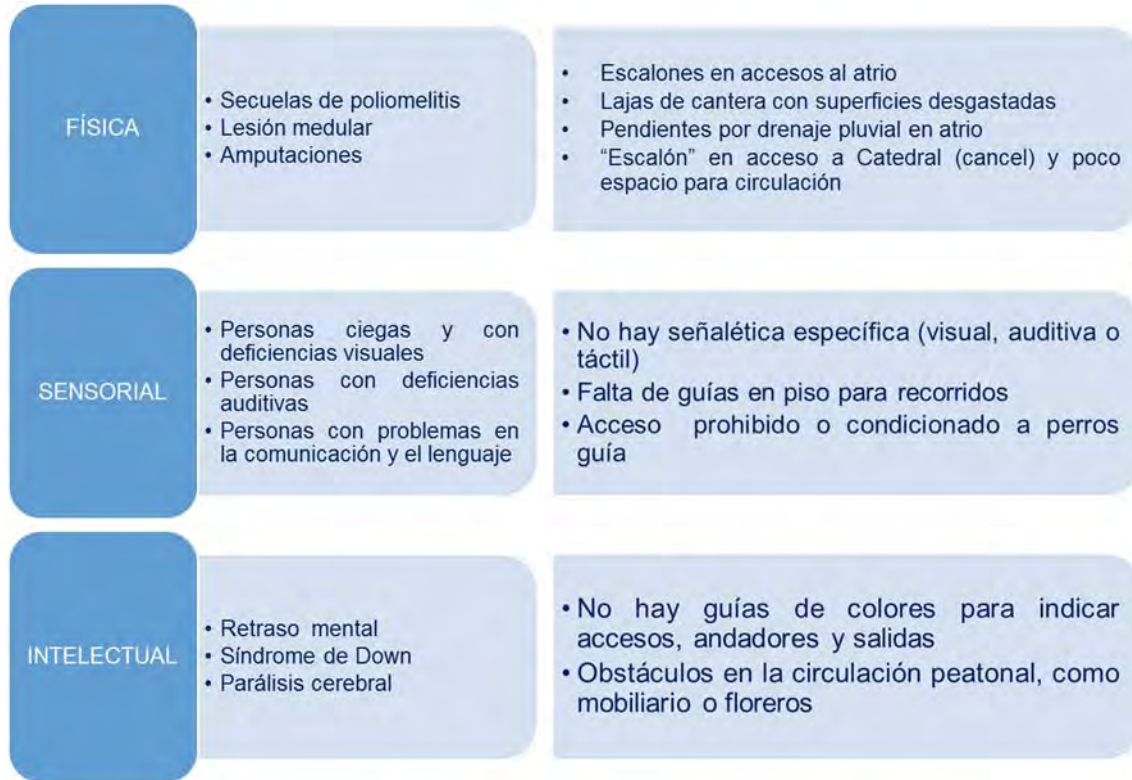 FÍSICA
• Secuelas de poliomelitis
• Lesión medular
• Amputaciones
• Escalones en accesos al atrio
• Lajas de cantera con superficies desgastadas
• Pendientes por drenaje pluvial en atrio
• “Escalón” en acceso a Catedral (cancel) y poco
espacio para circulación
SENSORIAL
• Personas ciegas y con
deficiencias visuales
• Personas con deficiencias
auditivas
• Personas con problemas en
la comunicación y el lenguaje
• No hay señalética específica (visual, auditiva o
táctil)
• Falta de guías en piso para recorridos
• Acceso prohibido o condicionado a perros
guía
INTELECTUAL
• Retraso mental
• Síndrome de Down
• Parálisis cerebral
• No hay guías de colores para indicar
accesos, andadores y salidas
• Obstáculos en la circulación peatonal, como
mobiliario o floreros